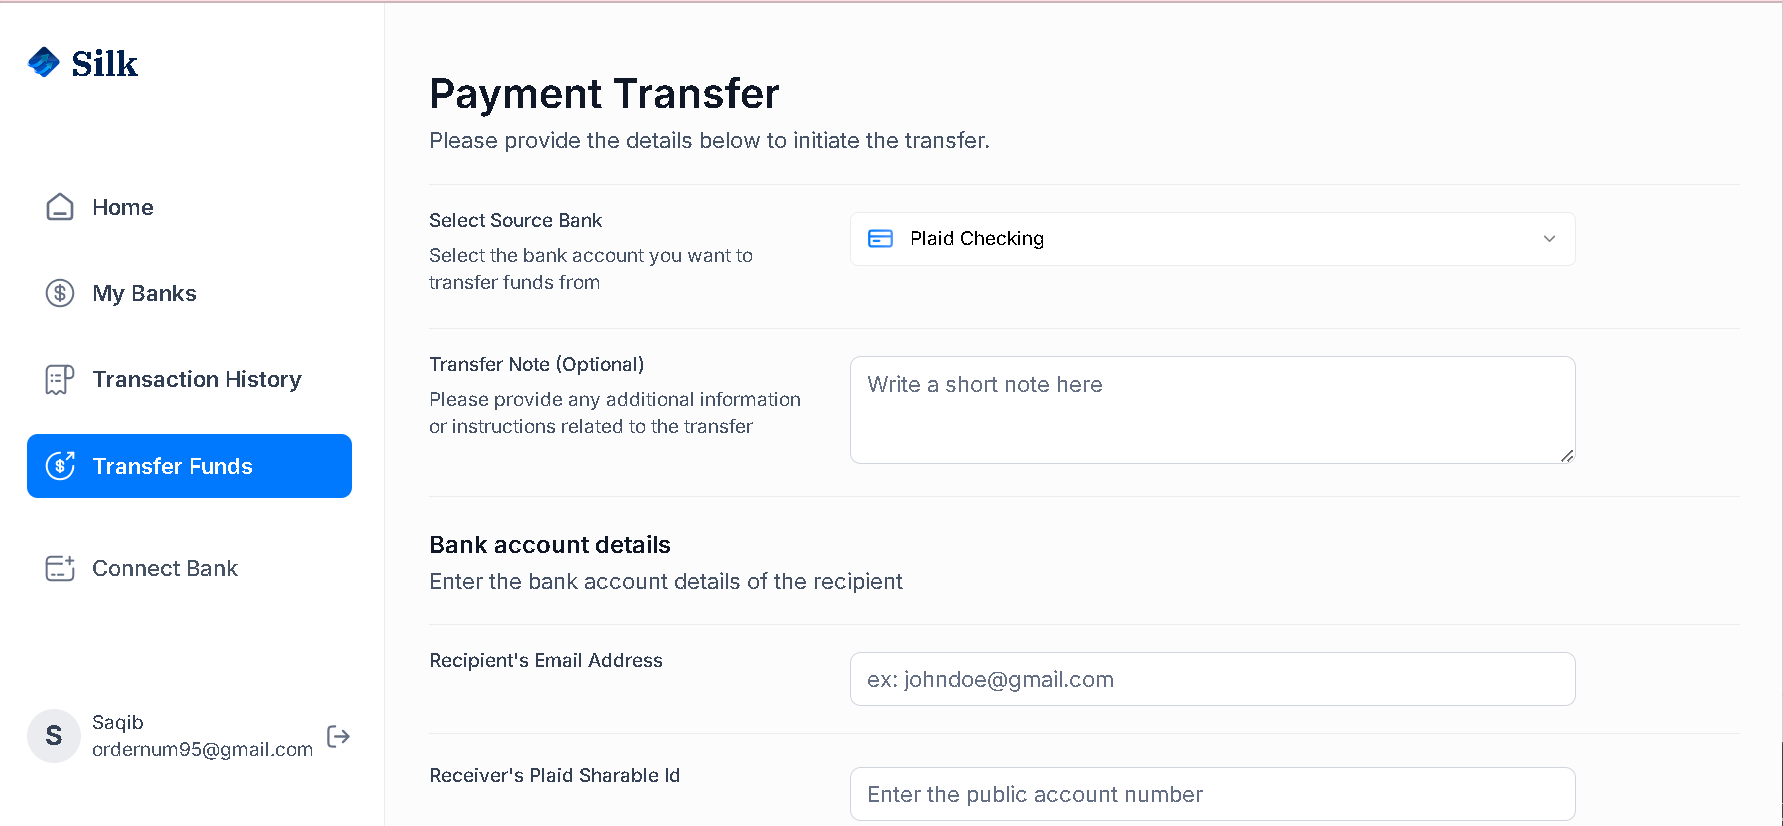 Silk
Home
My Banks
Transaction History
Transfer Funds
Connect Bank
S
Saqib
ordernum95@gmail.com
Payment Transfer
Please provide the details below to initiate the transfer.
Select Source Bank
Select the bank account you want to
transfer funds from
Plaid Checking
Transfer Note (Optional)
Please provide any additional information
or instructions related to the transfer
Write a short note here
Bank account details
Enter the bank account details of the recipient
Recipient's Email Address
ex: johndoe@gmail.com
Receiver's Plaid Sharable Id
Enter the public account number